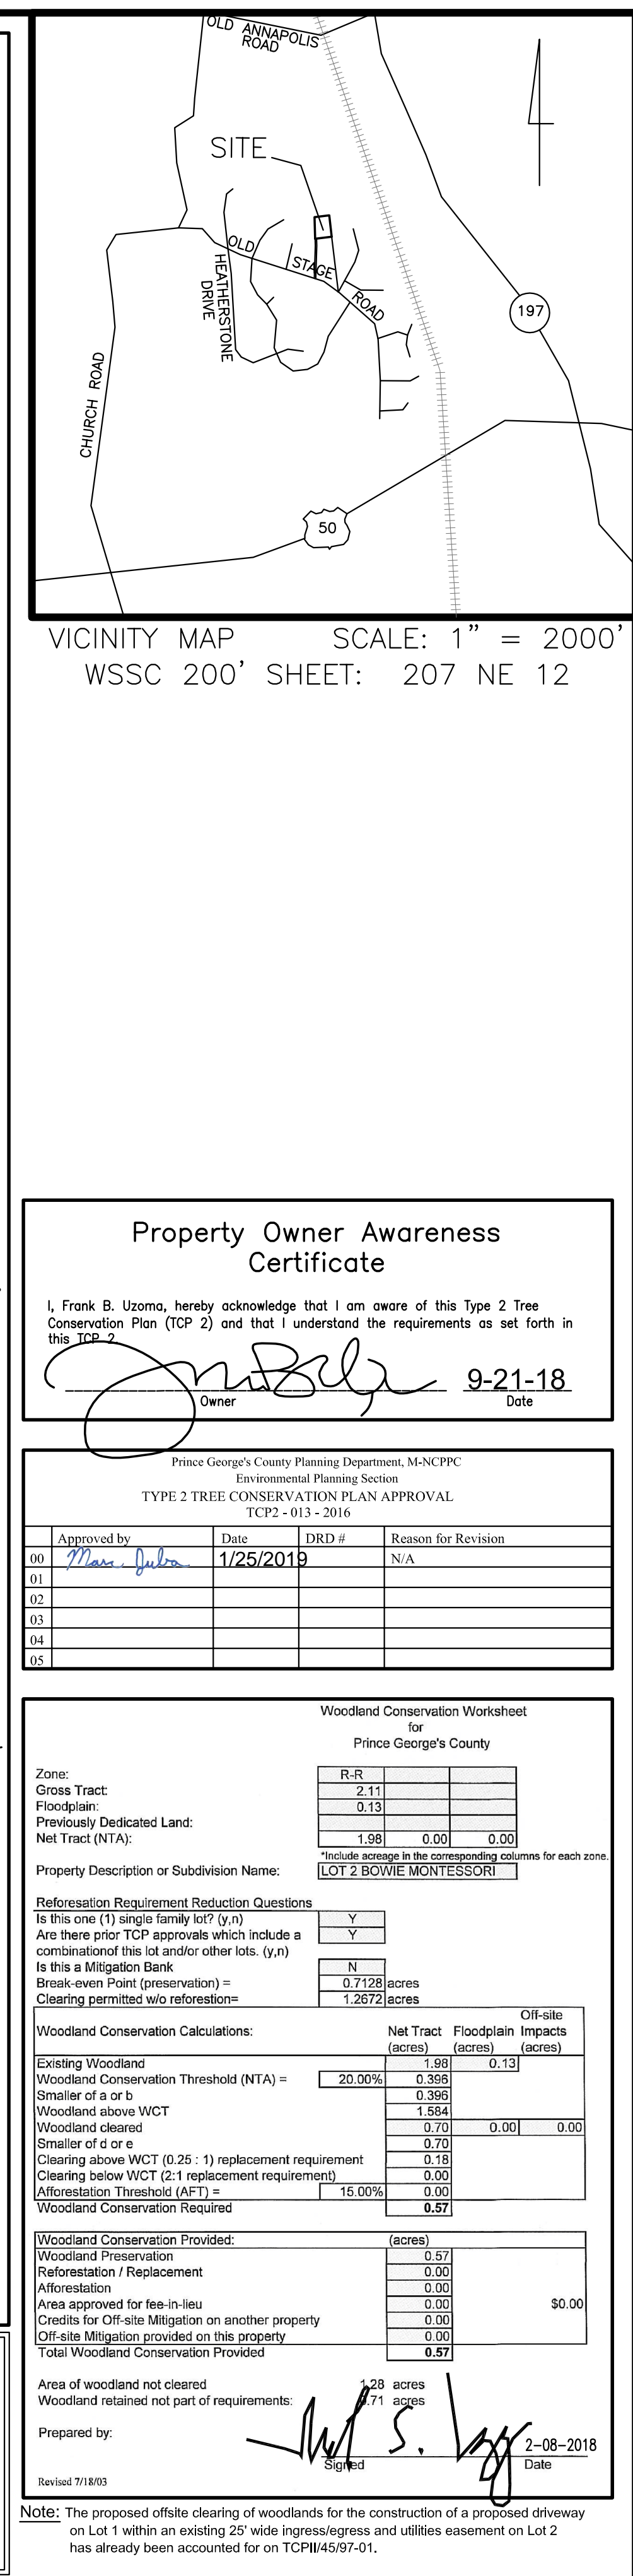 OLD ANNAPOLIS
ROAD
SITE
OLD
STAGE
ROAD
HEATHERSTONE
DRIVE
197
CHURCH ROAD
50
VICINITY MAP SCALE: 1" = 2000'
WSSC 200' SHEET: 207 NE 12
Property Owner Awareness
Certificate
I, Frank B. Uzoma, hereby acknowledge that I am aware of this Type 2 Tree
Conservation Plan (TCP 2) and that I understand the requirements as set forth in
this TCP 2.
9-21-18
Owner Date
Prince George's County Planning Department, M-NCPPC
Environmental Planning Section
TYPE 2 TREE CONSERVATION PLAN APPROVAL
TCP2 - 013 - 2016
Approved by Date DRD # Reason for Revision
00 Marc Juba 1/25/2019 N/A
01
02
03
04
05
Woodland Conservation Worksheet
for
Prince George's County
Zone: R-R
Gross Tract: 2.11
Floodplain: 0.13
Previously Dedicated Land:
Net Tract (NTA): 1.98 0.00 0.00
*Include acreage in the corresponding columns for each zone.
Property Description or Subdivision Name: LOT 2 BOWIE MONTESSORI
Reforesation Requirement Reduction Questions
Is this one (1) single family lot? (y,n) Y
Are there prior TCP approvals which include a Y
combinationof this lot and/or other lots. (y,n)
Is this a Mitigation Bank N
Break-even Point (preservation) = 0.7128 acres
Clearing permitted w/o reforestion= 1.2672 acres
Off-site
Woodland Conservation Calculations: Net Tract Floodplain Impacts
(acres) (acres) (acres)
Existing Woodland 1.98 0.13
Woodland Conservation Threshold (NTA) = 20.00% 0.396
Smaller of a or b 0.396
Woodland above WCT 1.584
Woodland cleared 0.70 0.00 0.00
Smaller of d or e 0.70
Clearing above WCT (0.25 : 1) replacement requirement 0.18
Clearing below WCT (2:1 replacement requirement) 0.00
Afforestation Threshold (AFT) = 15.00% 0.00
Woodland Conservation Required 0.57
Woodland Conservation Provided: (acres)
Woodland Preservation 0.57
Reforestation / Replacement 0.00
Afforestation 0.00
Area approved for fee-in-lieu 0.00 $0.00
Credits for Off-site Mitigation on another property 0.00
Off-site Mitigation provided on this property 0.00
Total Woodland Conservation Provided 0.57
Area of woodland not cleared 1.28 acres
Woodland retained not part of requirements: .71 acres
Prepared by: 2-08-2018
Signed Date
Revised 7/18/03
Note: The proposed offsite clearing of woodlands for the construction of a proposed driveway
on Lot 1 within an existing 25' wide ingress/egress and utilities easement on Lot 2
has already been accounted for on TCPII/45/97-01.